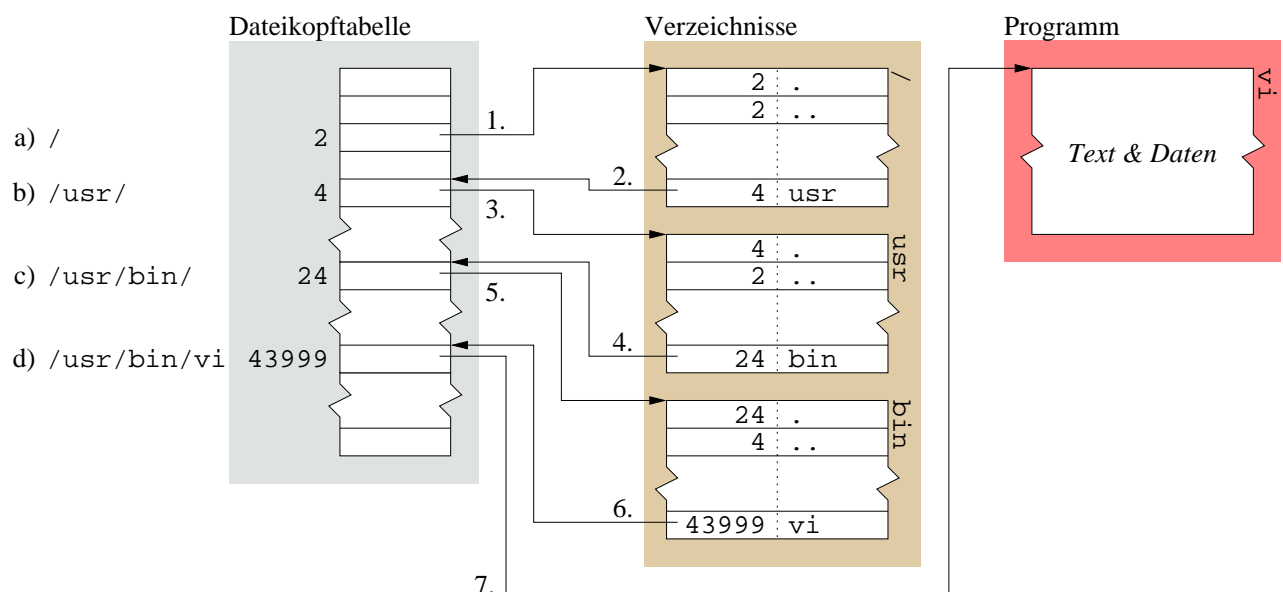 Dateikopftabelle
Verzeichnisse
Programm
a) /
2
b) /usr/
4
c) /usr/bin/
24
d) /usr/bin/vi
43999
1.
2.
3.
4.
5.
6.
7.
/
2 .
2 ..
4 usr
usr
4 .
2 ..
24 bin
bin
24 .
4 ..
43999 vi
vi
Text & Daten